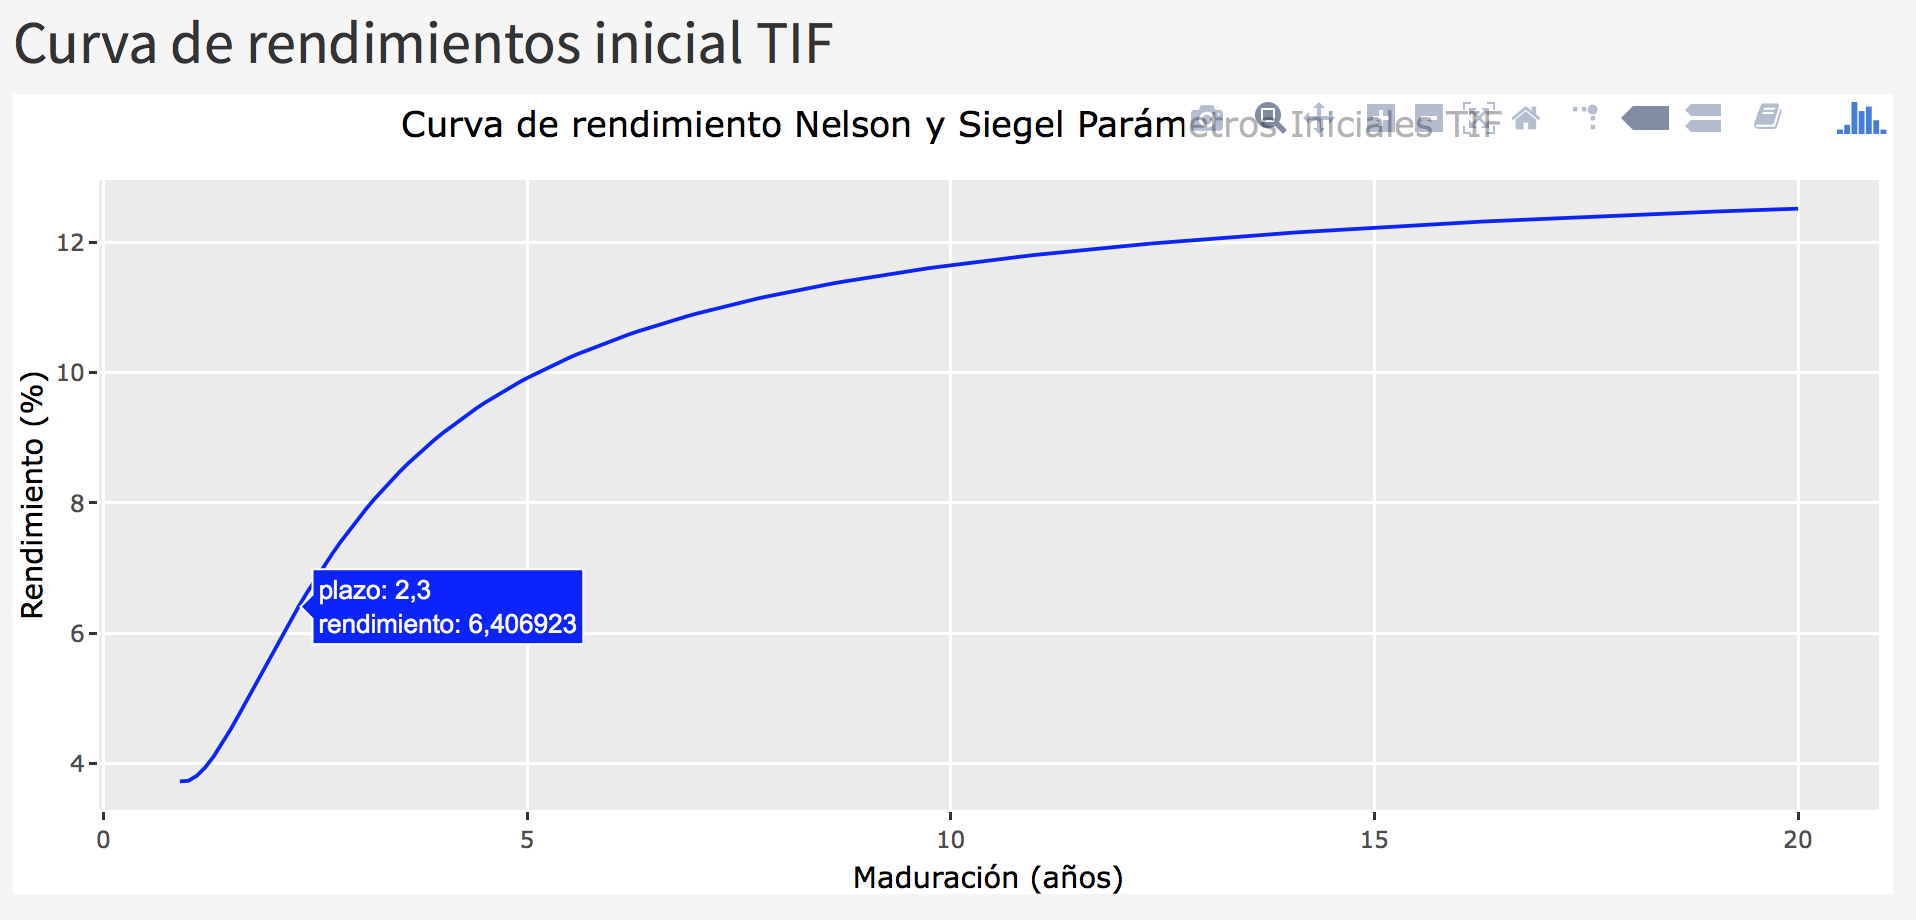 Curva de rendimientos inicial TIF
Curva de rendimiento Nelson y Siegel Parámetros Iniciales TIF
12
10
8
6
4
Rendimiento (%)
plazo: 2,3
rendimiento: 6,406923
0 5 10 15 20
Maduración (años)